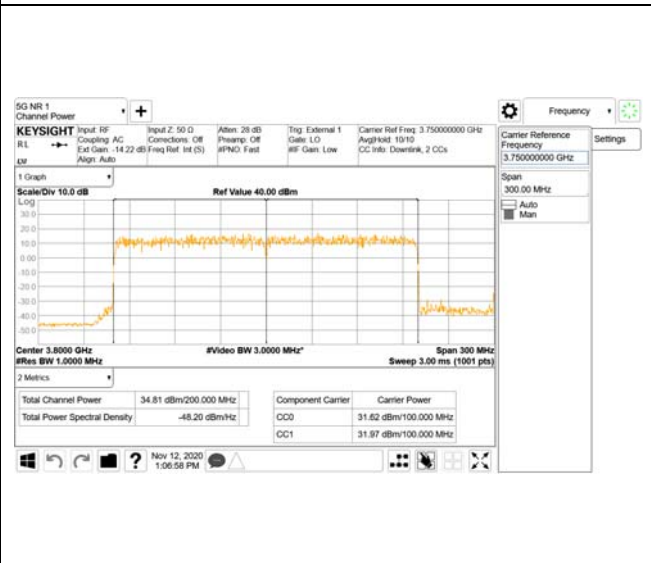 5G NR 1
Channel Power
Frequency
Settings
KEYSIGHT
Input: RF
Coupling: AC
Ext Gain: -14.22 dB
Align: Auto
Input Z: 50 Ω
Corrections: Off
Freq Ref: Int (S)
Atten: 28 dB
Preamp: Off
#PNO: Fast
Trig: External 1
Gate: LO
#IF Gain: Low
Carrier Ref Freq: 3.750000000 GHz
Avg|Hold: 10/10
CC Info: Downlink, 2 CCs
RL
Carrier Reference
Frequency
3.750000000 GHz
Span
300.00 MHz
Auto
Man
1 Graph
Scale/Div 10.0 dB
Ref Value 40.00 dBm
Log
30.0
20.0
10.0
0.00
-10.0
-20.0
-30.0
-40.0
-50.0
Center 3.8000 GHz
#Video BW 3.0000 MHz*
Span 300 MHz
#Res BW 1.0000 MHz
Sweep 3.00 ms (1001 pts)
2 Metrics
Total Channel Power 34.81 dBm/200.000 MHz
Total Power Spectral Density -48.20 dBm/Hz
Component Carrier Carrier Power
CC0 31.62 dBm/100.000 MHz
CC1 31.97 dBm/100.000 MHz
Nov 12, 2020
1:06:58 PM